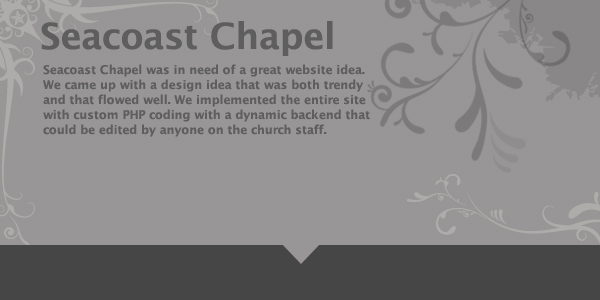 Seacoast Chapel
Seacoast Chapel was in need of a great website idea.
We came up with a design idea that was both trendy
and that flowed well. We implemented the entire site
with custom PHP coding with a dynamic backend that
could be edited by anyone on the church staff.